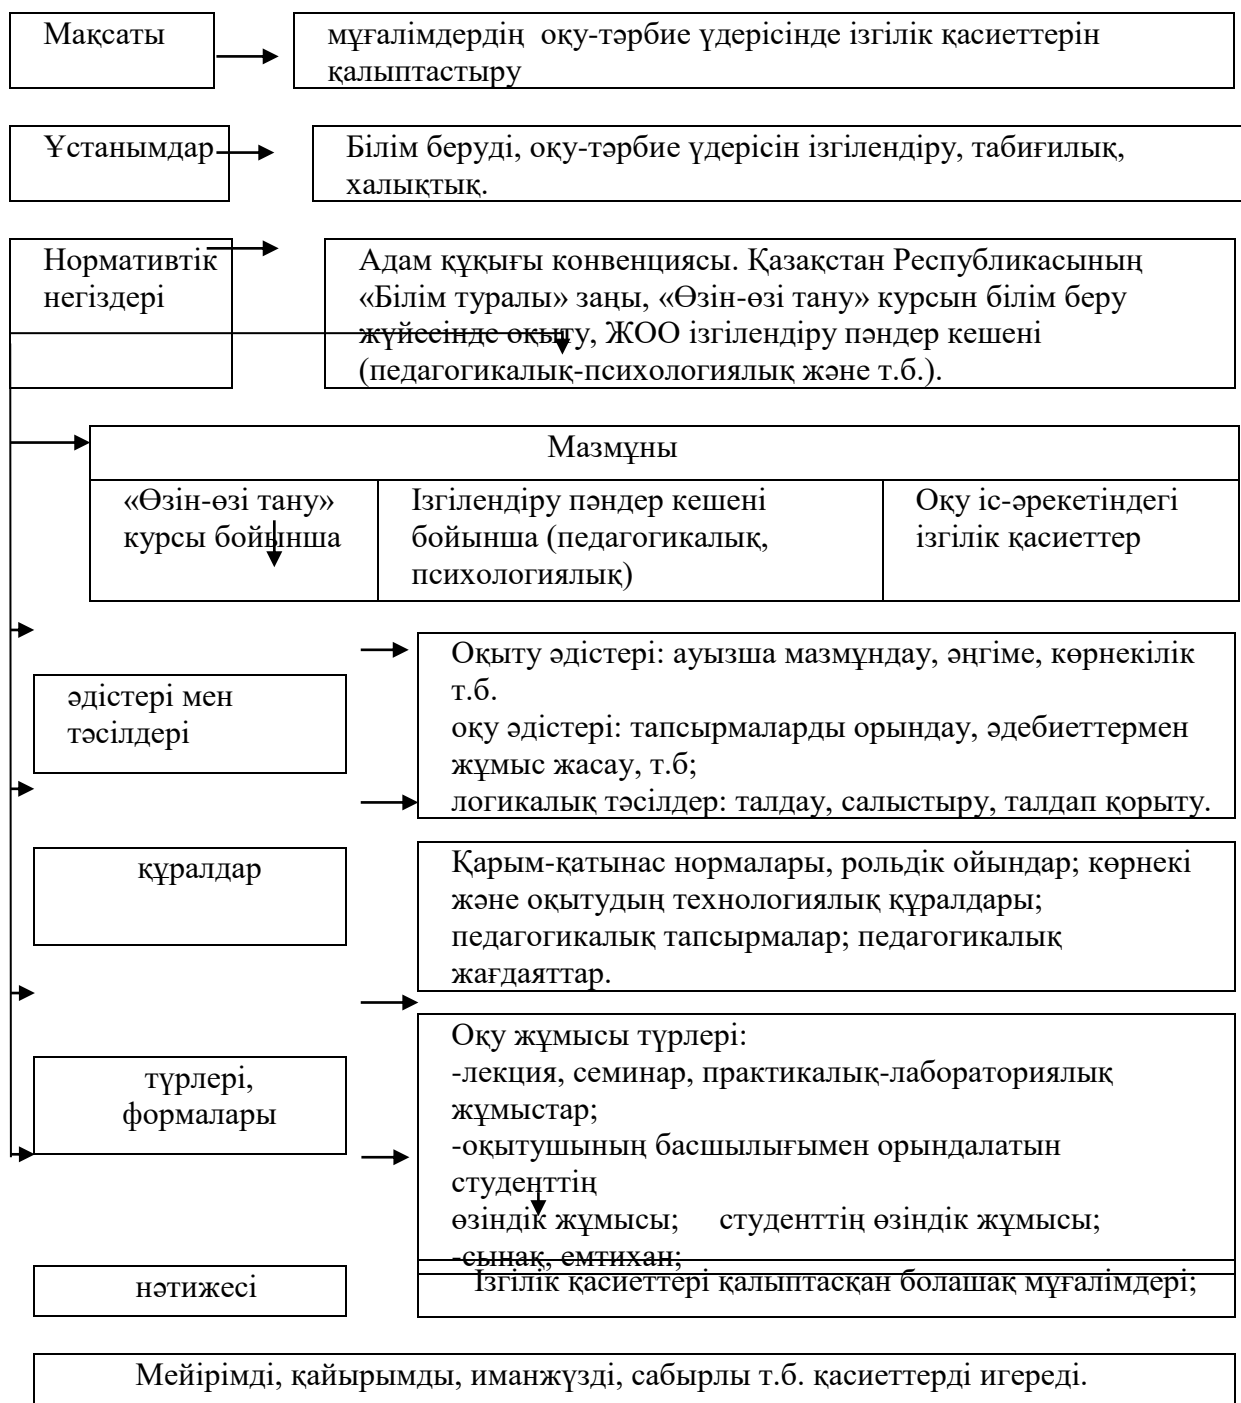 Мақсаты
мұғалімдердің оқу-тәрбие үдерісінде ізгілік қасиеттерін
қалыптастыру
Ұстанымдар
Білім беруді, оқу-тәрбие үдерісін ізгілендіру, табиғилық,
халықтық.
Нормативтік
негіздері
Адам құқығы конвенциясы. Қазақстан Республикасының
«Білім туралы» заңы, «Өзін-өзі тану» курсын білім беру
жүйесінде оқыту, ЖОО ізгілендіру пәндер кешені
(педагогикалық-психологиялық және т.б.).
Мазмұны
«Өзін-өзі тану»
курсы бойынша
Ізгілендіру пәндер кешені
бойынша (педагогикалық,
психологиялық)
Оқу іс-әрекетіндегі
ізгілік қасиеттер
әдістері мен
тәсілдері
Оқыту әдістері: ауызша мазмұндау, әңгіме, көрнекілік
т.б.
оқу әдістері: тапсырмаларды орындау, әдебиеттермен
жұмыс жасау, т.б;
логикалық тәсілдер: талдау, салыстыру, талдап қорыту.
құралдар
Қарым-қатынас нормалары, рольдік ойындар; көрнекі
және оқытудың технологиялық құралдары;
педагогикалық тапсырмалар; педагогикалық
жағдаяттар.
түрлері,
формалары
Оқу жұмысы түрлері:
-лекция, семинар, практикалық-лабораториялық
жұмыстар;
-оқытушының басшылығымен орындалатын
студенттің
өзіндік жұмысы; студенттің өзіндік жұмысы;
-сынақ, емтихан;
нәтижесі
Ізгілік қасиеттері қалыптасқан болашақ мұғалімдері;
Мейірімді, қайырымды, иманжүзді, сабырлы т.б. қасиеттерді игереді.